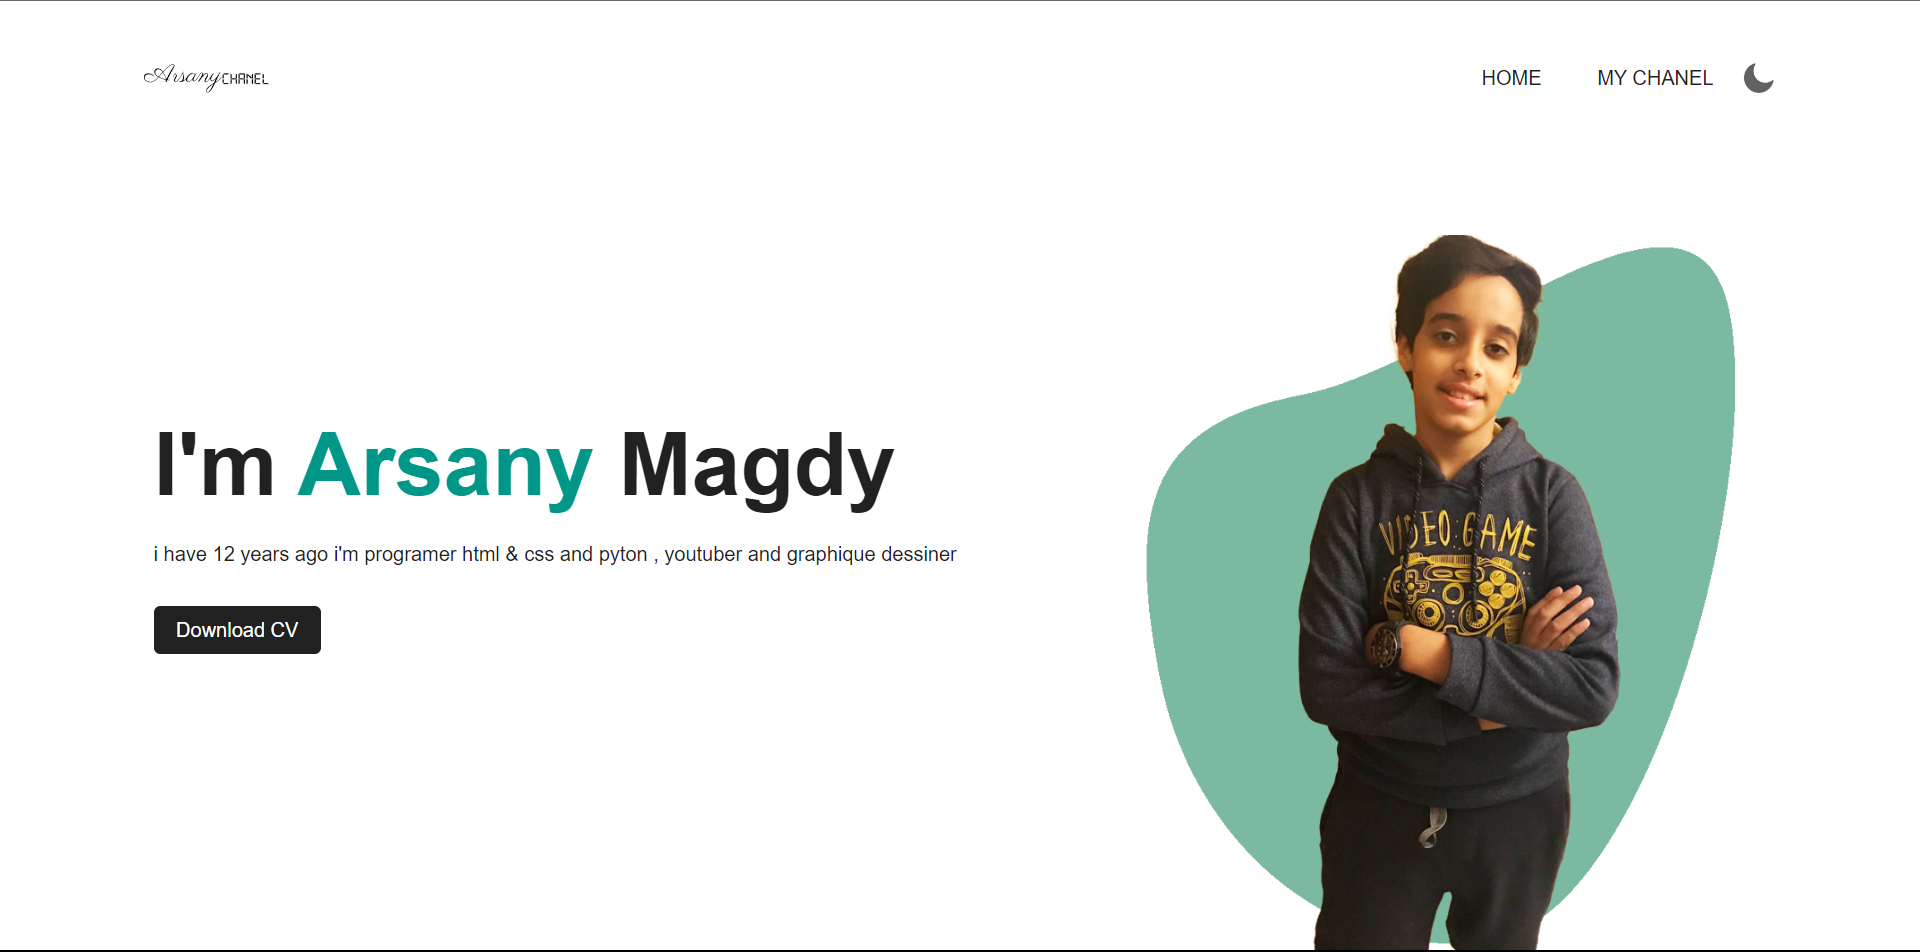 Arsany CHANEL
HOME
MY CHANEL
I'm Arsany Magdy
i have 12 years ago i'm programer html & css and pyton , youtuber and graphique dessiner
Download CV
VIDEO GAME